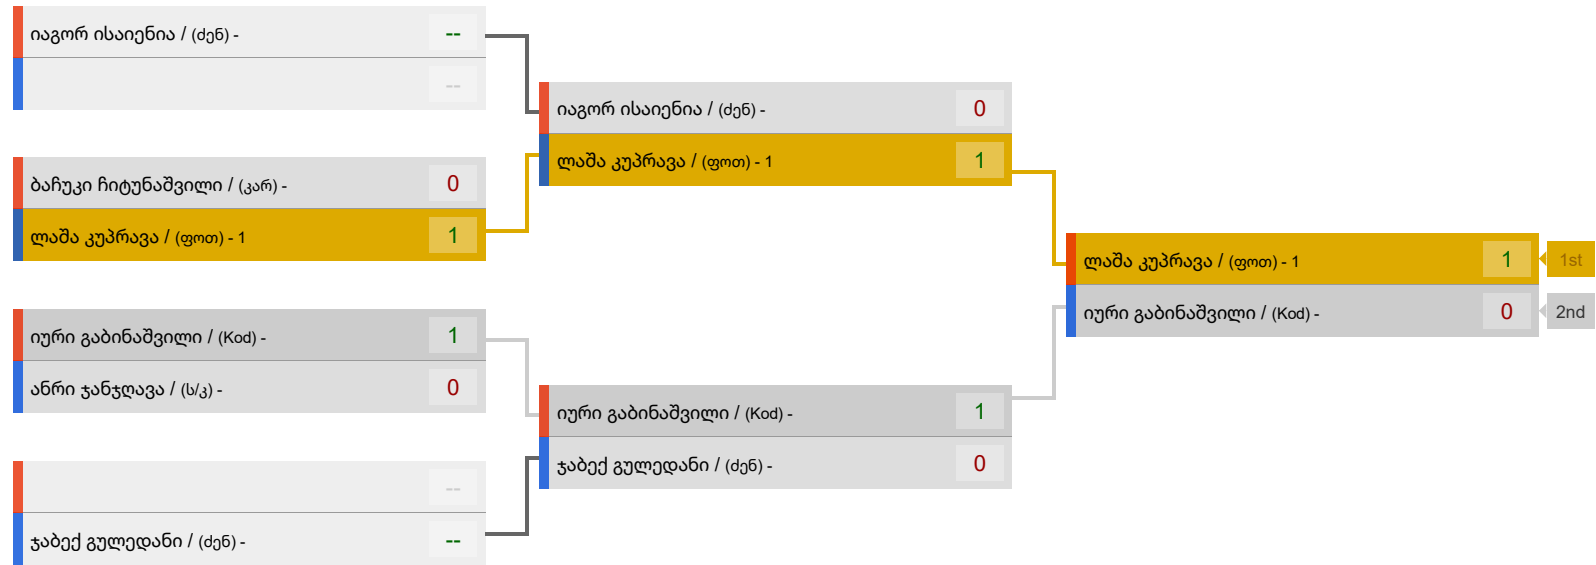 იაგორ ისაიენია / (ძენ) - --
--
ბაჩუკი ჩიტუნაშვილი / (კარ) - 0
ლაშა კუპრავა / (ფოთ) - 1 1
იური გაბინაშვილი / (Kod) - 1
ანრი ჯანჯღავა / (ს/კ) - 0
--
ჯაბექ გულედანი / (ძენ) - --
იაგორ ისაიენია / (ძენ) - 0
ლაშა კუპრავა / (ფოთ) - 1 1
იური გაბინაშვილი / (Kod) - 1
ჯაბექ გულედანი / (ძენ) - 0
ლაშა კუპრავა / (ფოთ) - 1 1 1st
იური გაბინაშვილი / (Kod) - 0 2nd